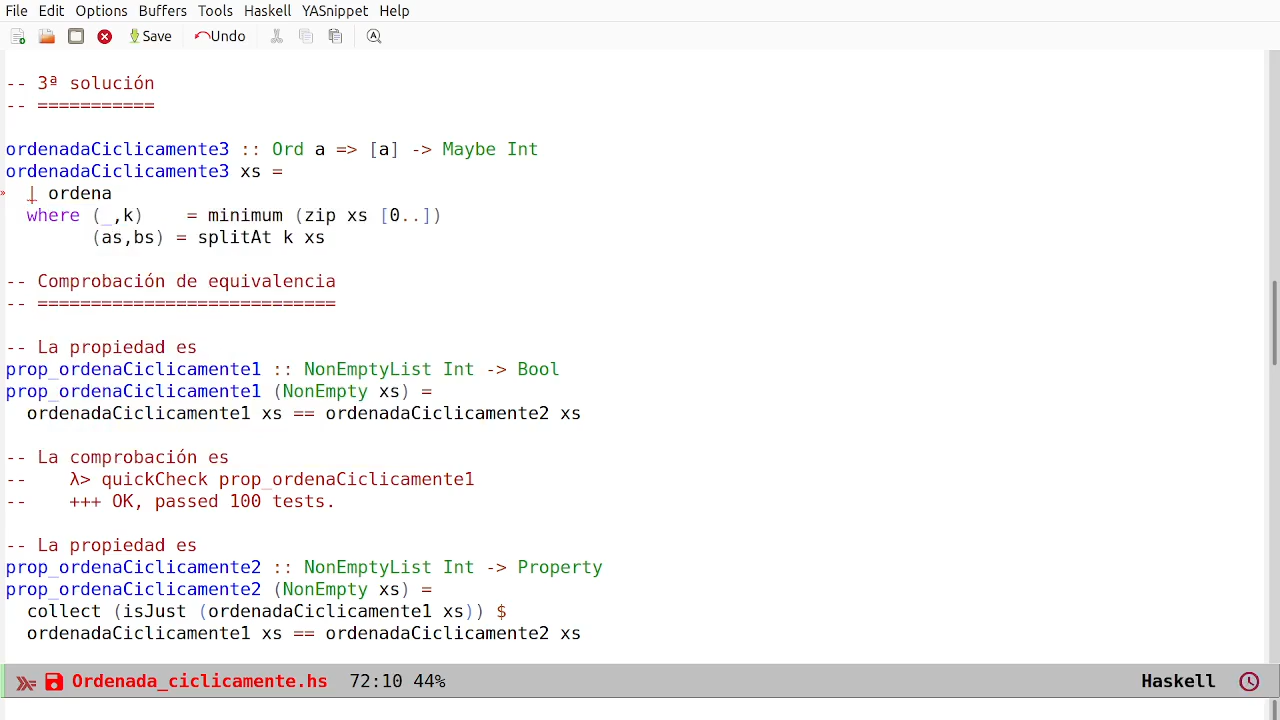 File Edit Options Buffers Tools Haskell YASnippet Help
Save Undo
-- 3ª solución
-- ===========
ordenadaCiclicamente3 :: Ord a => [a] -> Maybe Int
ordenadaCiclicamente3 xs =
» | ordena
where (_,k)    = minimum (zip xs [0..])
(as,bs) = splitAt k xs
-- Comprobación de equivalencia
-- ============================
-- La propiedad es
prop_ordenaCiclicamente1 :: NonEmptyList Int -> Bool
prop_ordenaCiclicamente1 (NonEmpty xs) =
ordenadaCiclicamente1 xs == ordenadaCiclicamente2 xs
-- La comprobación es
--    λ> quickCheck prop_ordenaCiclicamente1
--    +++ OK, passed 100 tests.
-- La propiedad es
prop_ordenaCiclicamente2 :: NonEmptyList Int -> Property
prop_ordenaCiclicamente2 (NonEmpty xs) =
collect (isJust (ordenadaCiclicamente1 xs)) $
ordenadaCiclicamente1 xs == ordenadaCiclicamente2 xs
Ordenada_ciclicamente.hs 72:10 44% Haskell